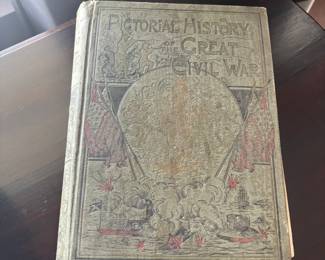 PICTORIAL HISTORY
OF THE GREAT
CIVIL WAR